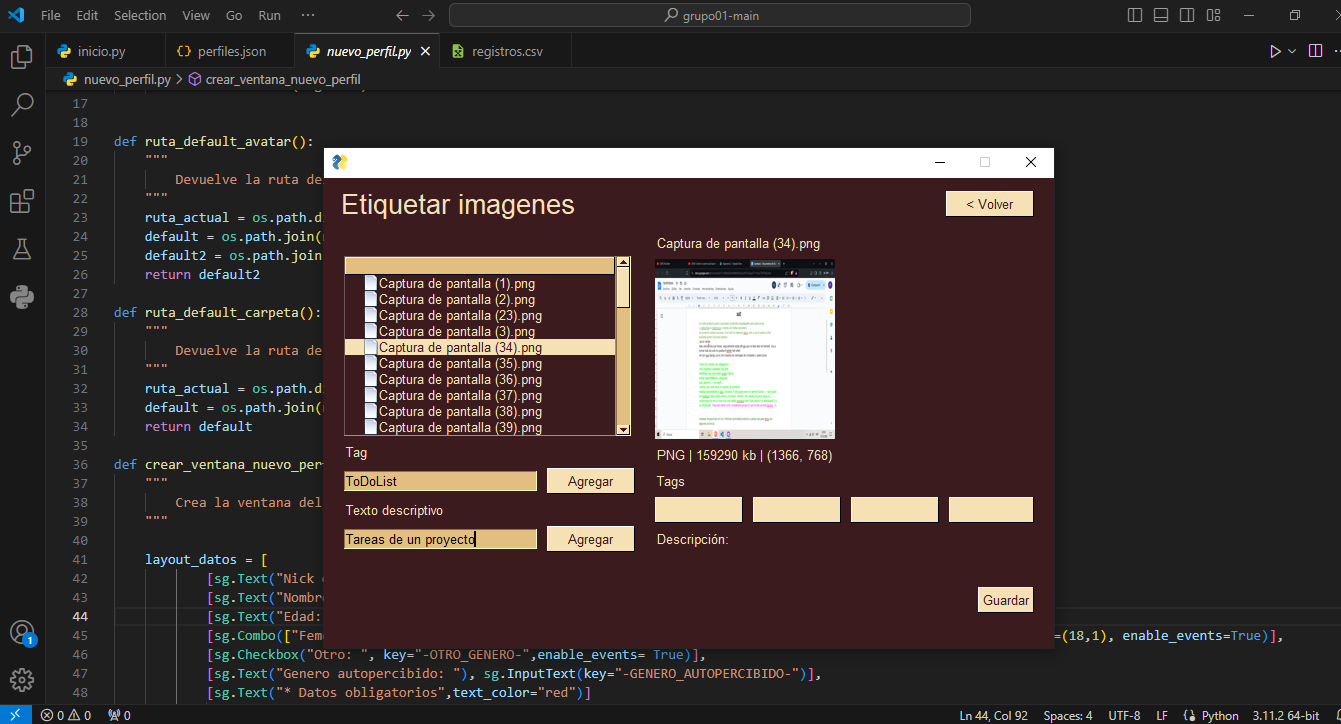 File Edit Selection View Go Run ··· grupo01-main
inicio.py {} perfiles.json nuevo_perfil.py registros.csv
nuevo_perfil.py > crear_ventana_nuevo_perfil
17
18
19 def ruta_default_avatar():
20 """
21 Devuelve la ruta de
22 """
23 ruta_actual = os.path.di
24 default = os.path.join(
25 default2 = os.path.join
26 return default2
27
28 def ruta_default_carpeta():
29 """
30 Devuelve la ruta de
31 """
32 ruta_actual = os.path.di
33 default = os.path.join(
34 return default
35
36 def crear_ventana_nuevo_per
37 """
38 Crea la ventana del
39 """
40
41 layout_datos = [
42 [sg.Text("Nick
43 [sg.Text("Nombr
44 [sg.Text("Edad:
45 [sg.Combo(["Fem =(18,1), enable_events=True)],
46 [sg.Checkbox("Otro: ", key="-OTRO_GENERO-",enable_events= True)],
47 [sg.Text("Genero autopercibido: "), sg.InputText(key="-GENERO_AUTOPERCIBIDO-")],
48 [sg.Text("* Datos obligatorios",text_color="red")]
Etiquetar imagenes
< Volver
Captura de pantalla (1).png
Captura de pantalla (2).png
Captura de pantalla (23).png
Captura de pantalla (3).png
Captura de pantalla (34).png
Captura de pantalla (35).png
Captura de pantalla (36).png
Captura de pantalla (37).png
Captura de pantalla (38).png
Captura de pantalla (39).png
Tag
ToDoList Agregar
Texto descriptivo
Tareas de un proyecto Agregar
Captura de pantalla (34).png
PNG | 159290 kb | (1366, 768)
Tags
Descripción:
Guardar
1
0 0 0 Ln 44, Col 92 Spaces: 4 UTF-8 LF {} Python 3.11.2 64-bit